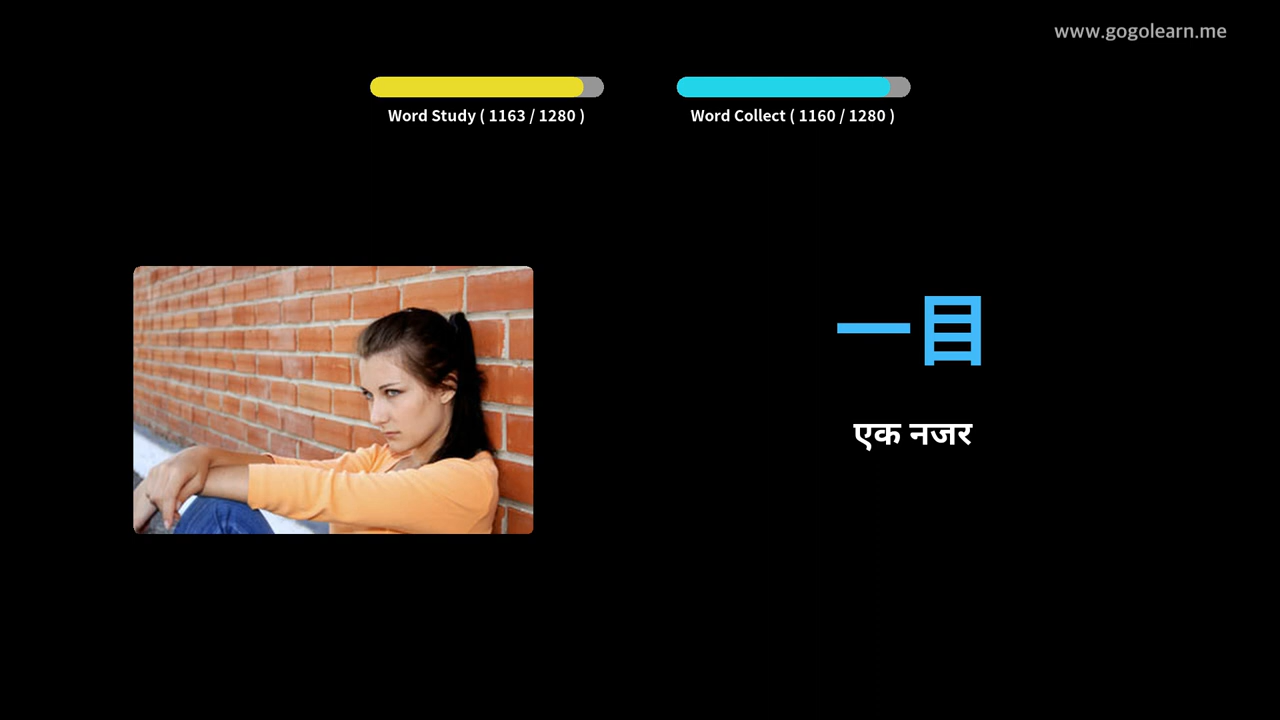 www.gogolearn.me
Word Study ( 1163 / 1280 )
Word Collect ( 1160 / 1280 )
一目
एक नजर